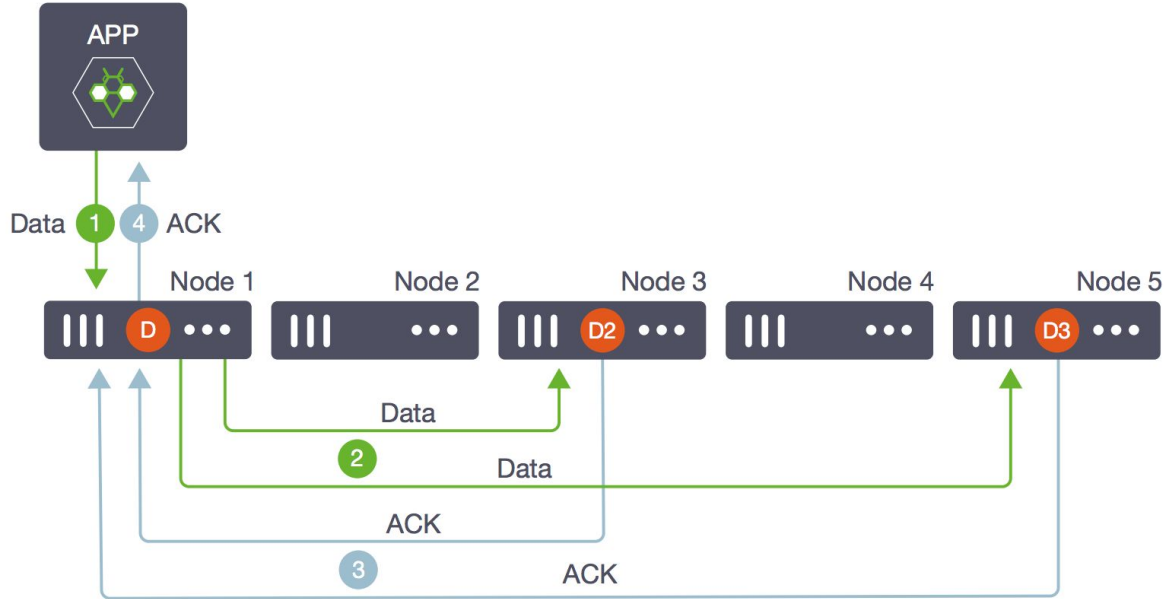 APP
Data 1 4 ACK
Node 1 Node 2 Node 3 Node 4 Node 5
D D2 D3
Data
2
Data
ACK
3
ACK